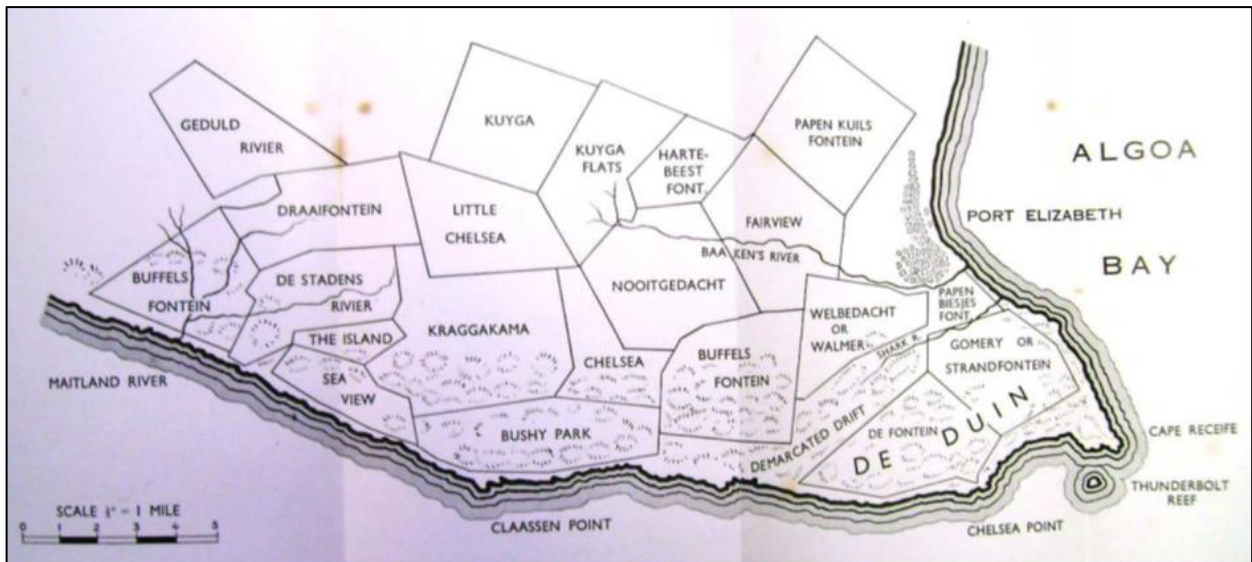 GEDULD
RIVIER
KUYGA
KUYGA
FLATS
HARTE-
BEEST
FONT.
PAPEN KUILS
FONTEIN
ALGOA
BAY
PORT ELIZABETH
DRAAIFONTEIN
LITTLE
CHELSEA
FAIRVIEW
BAAKEN'S RIVER
BUFFELS
FONTEIN
DE STADENS
RIVIER
NOOITGEDACHT
PAPEN
BIESJES
FONT.
WELBEDACHT
OR
WALMER
SHARK R.
GOMERY OR
STRANDFONTEIN
THE ISLAND
KRAGGAKAMA
CHELSEA
BUFFELS
FONTEIN
SEA
VIEW
MAITLAND RIVER
BUSHY PARK
DEMARCATED DRIFT
DE FONTEIN
DE DUIN
CAPE RECEIFE
THUNDERBOLT
REEF
CLAASSEN POINT
CHELSEA POINT
SCALE ½" = 1 MILE
0 1 2 3 4 5